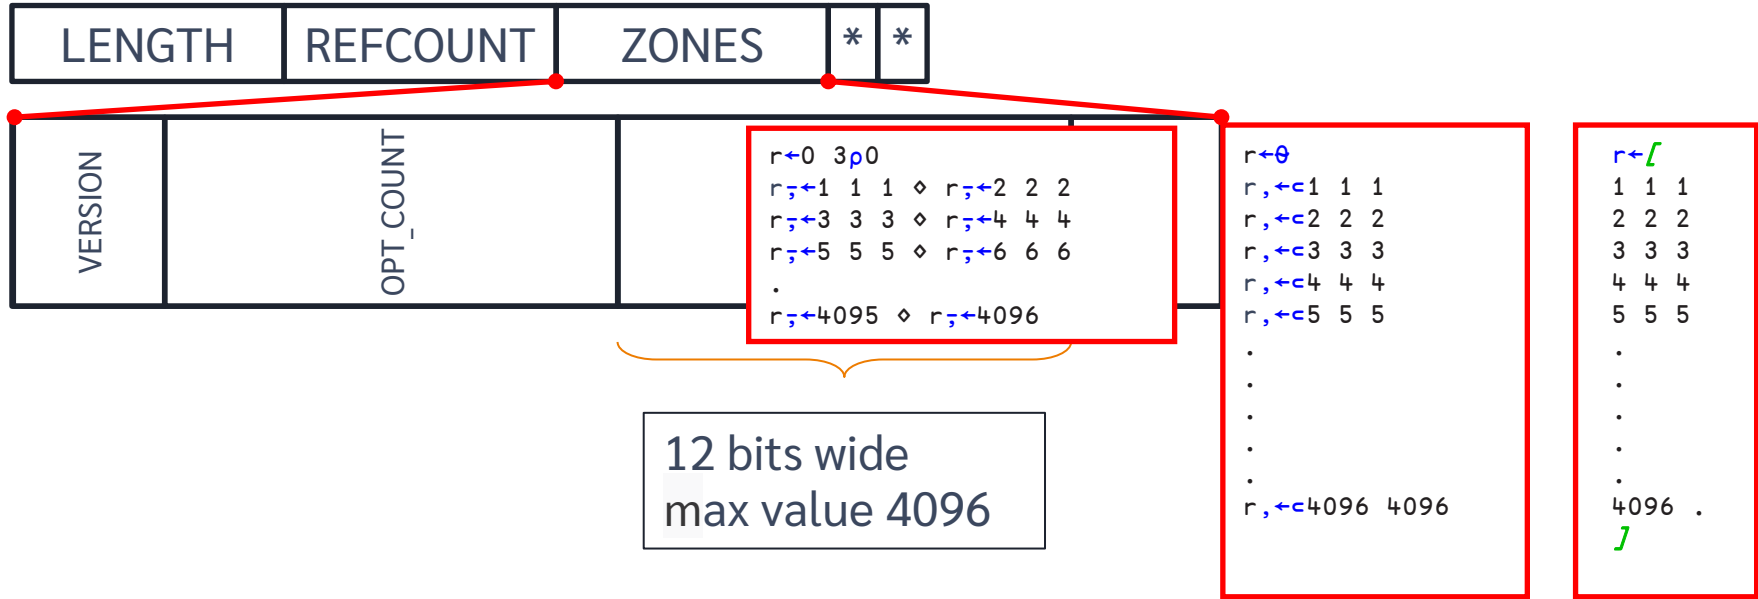 LENGTH REFCOUNT ZONES * *
VERSION
OPT_COUNT
r←0 3⍴0
r⍪←1 1 1 ⋄ r⍪←2 2 2
r⍪←3 3 3 ⋄ r⍪←4 4 4
r⍪←5 5 5 ⋄ r⍪←6 6 6
.
r⍪←4095 ⋄ r⍪←4096
12 bits wide
max value 4096
r←⍬
r,←⊂1 1 1
r,←⊂2 2 2
r,←⊂3 3 3
r,←⊂4 4 4
r,←⊂5 5 5
.
.
.
.
.
r,←⊂4096 4096
r←[
1 1 1
2 2 2
3 3 3
4 4 4
5 5 5
.
.
.
.
.
4096 .
]